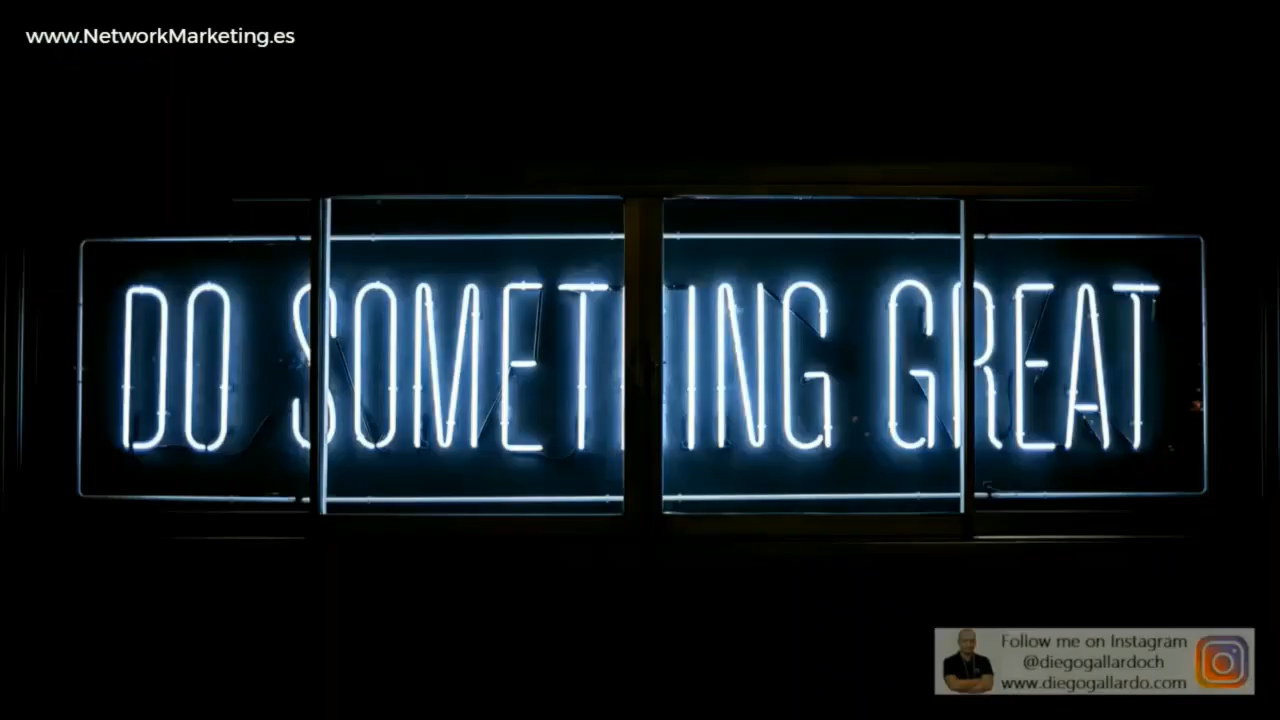 www.NetworkMarketing.es
DO SOMETHING GREAT
Follow me on Instagram
@diegogallardoch
www.diegogallardo.com